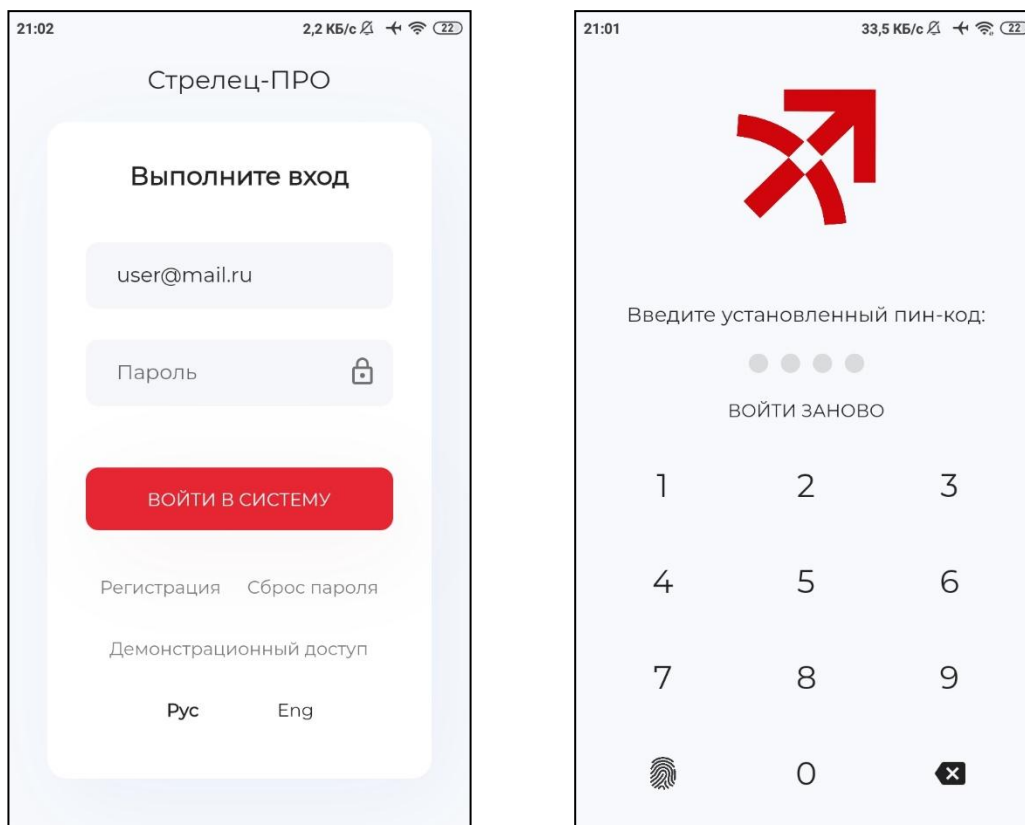 21:02 2,2 КБ/с 22
Стрелец-ПРО
Выполните вход
user@mail.ru
Пароль
ВОЙТИ В СИСТЕМУ
Регистрация Сброс пароля
Демонстрационный доступ
Рус Eng
21:01 33,5 КБ/с 22
Введите установленный пин-код:
ВОЙТИ ЗАНОВО
1 2 3
4 5 6
7 8 9
0